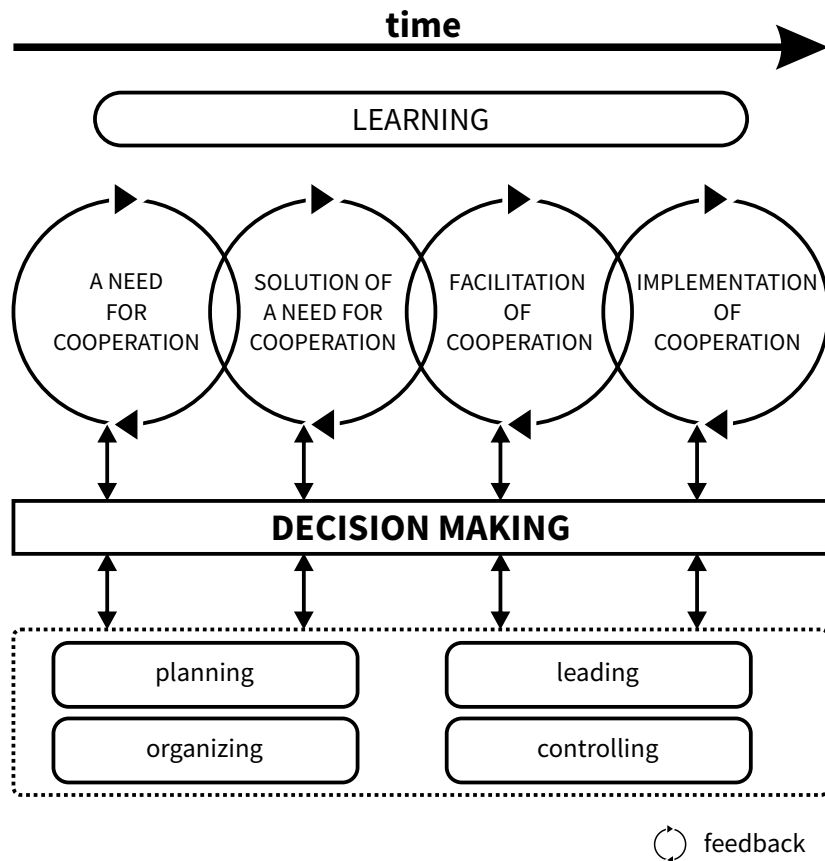 time
LEARNING
A NEED
FOR
COOPERATION
SOLUTION OF
A NEED FOR
COOPERATION
FACILITATION
OF
COOPERATION
IMPLEMENTATION
OF
COOPERATION
DECISION MAKING
planning
leading
organizing
controlling
feedback